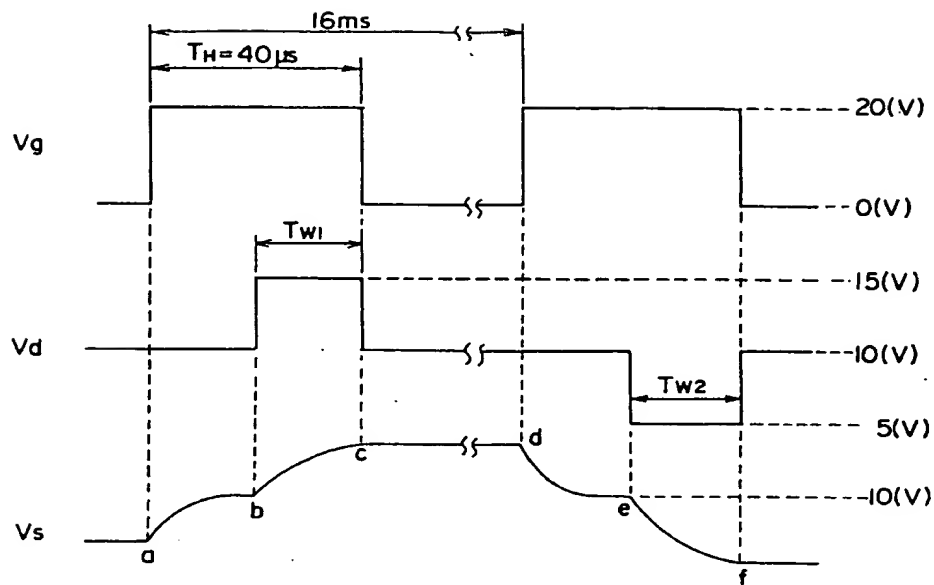 16ms
TH=40μs
Vg
20(V)
0(V)
Tw1
15(V)
Vd
10(V)
Tw2
5(V)
d
c
b
e
10(V)
Vs
a
f